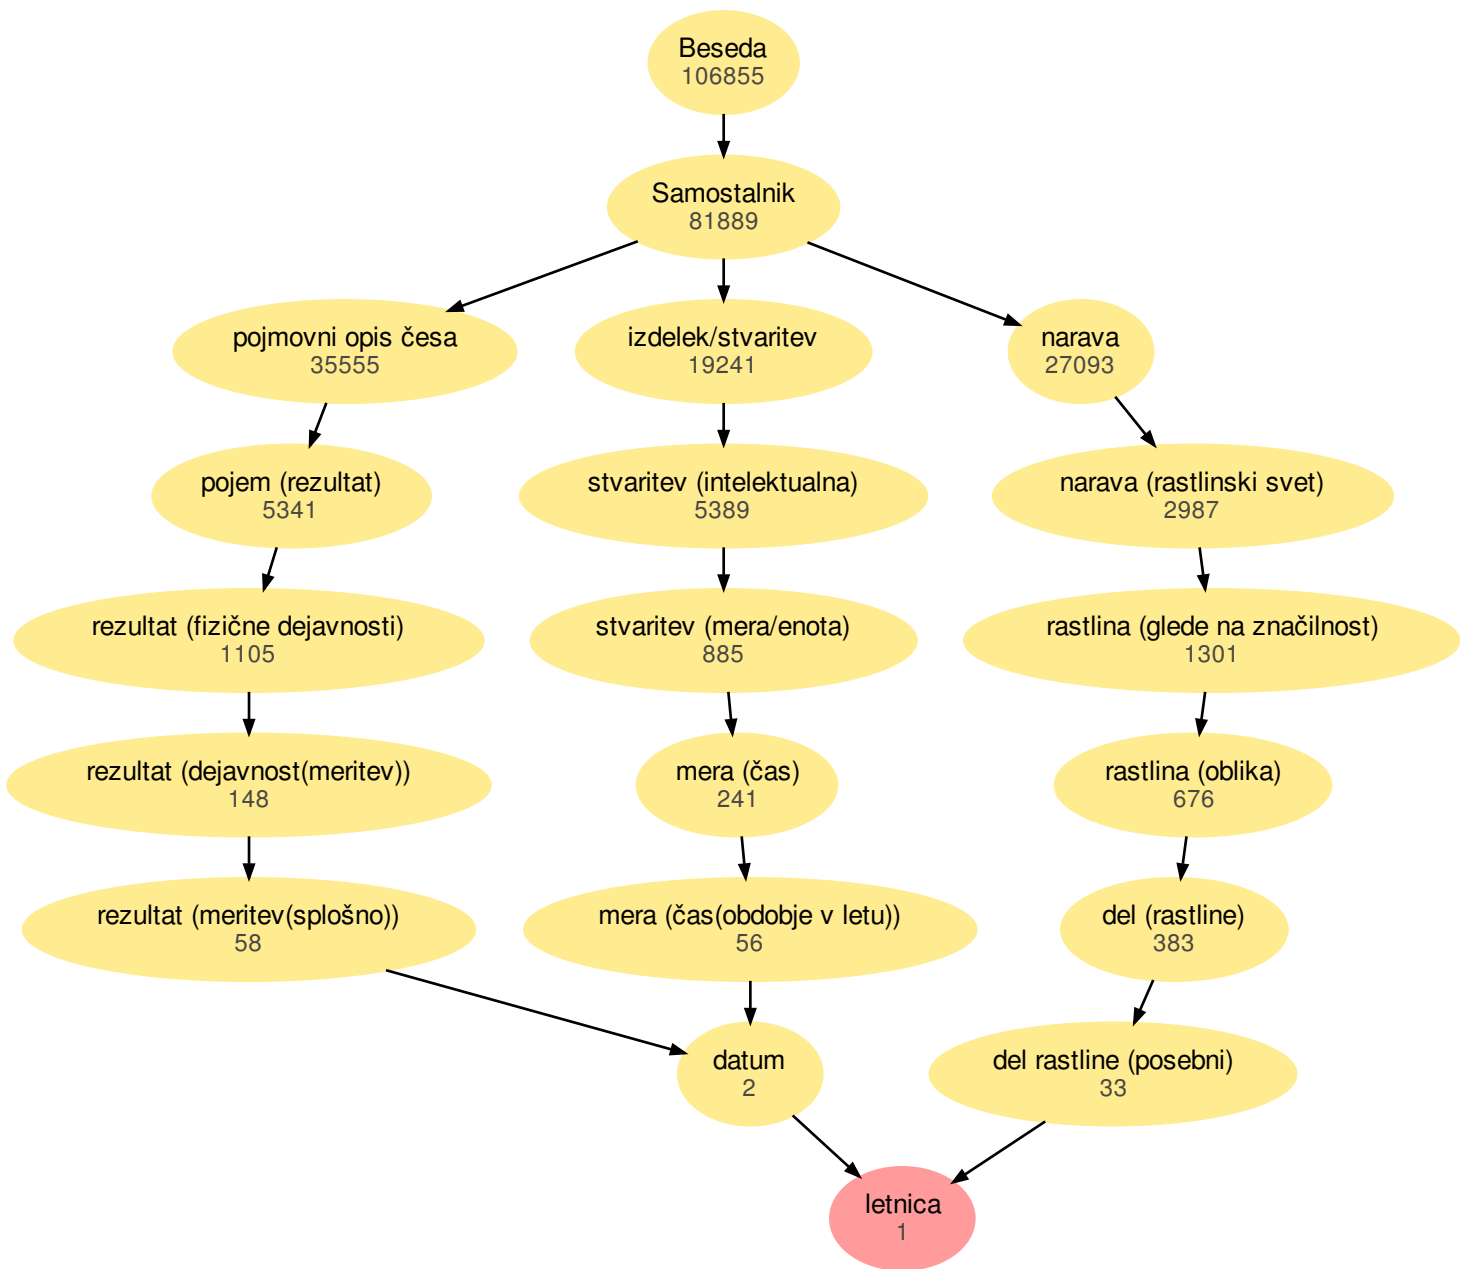 Beseda
106855
Samostalnik
81889
pojmovni opis česa
35555
izdelek/stvaritev
19241
narava
27093
pojem (rezultat)
5341
stvaritev (intelektualna)
5389
narava (rastlinski svet)
2987
rezultat (fizične dejavnosti)
1105
stvaritev (mera/enota)
885
rastlina (glede na značilnost)
1301
rezultat (dejavnost(meritev))
148
mera (čas)
241
rastlina (oblika)
676
rezultat (meritev(splošno))
58
mera (čas(obdobje v letu))
56
del (rastline)
383
datum
2
del rastline (posebni)
33
letnica
1